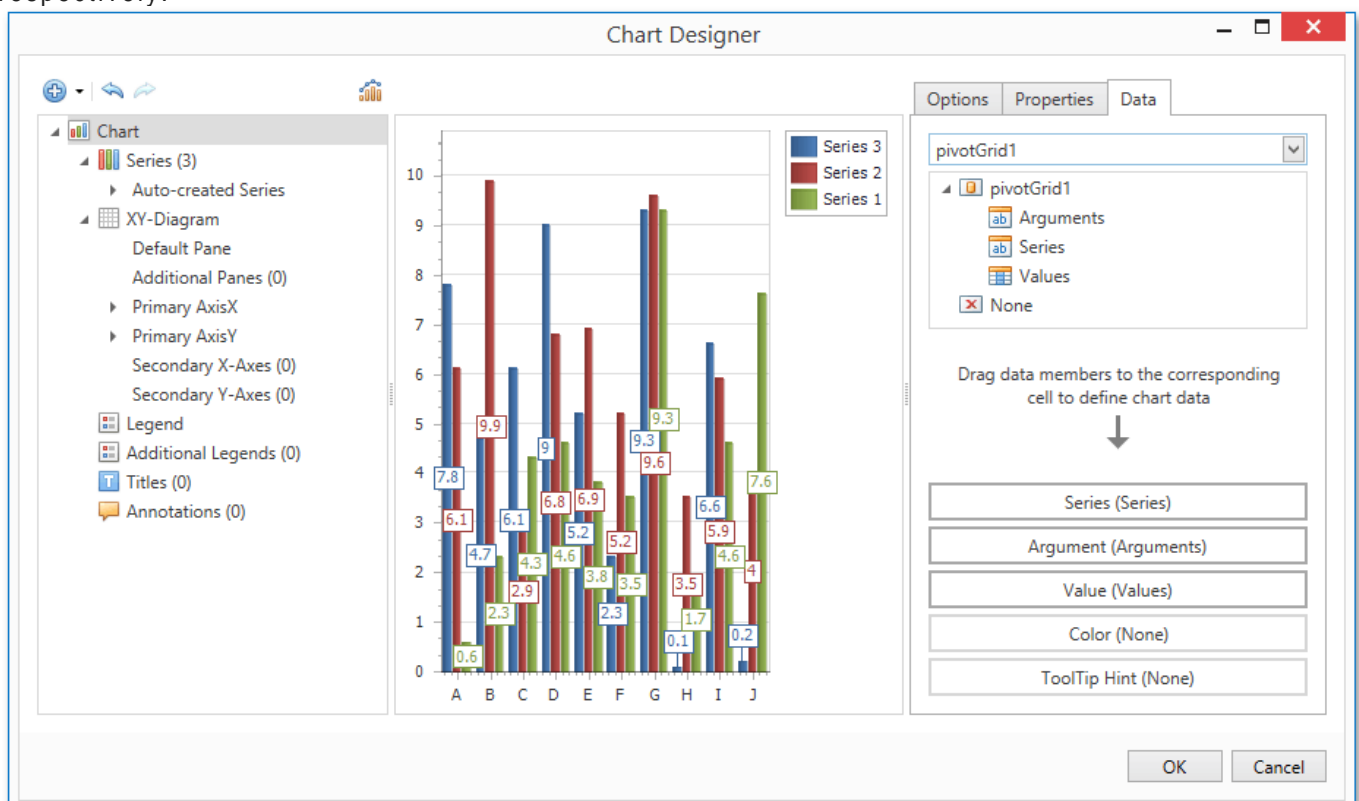 Chart Designer
Chart
Series (3)
Auto-created Series
XY-Diagram
Default Pane
Additional Panes (0)
Primary AxisX
Primary AxisY
Secondary X-Axes (0)
Secondary Y-Axes (0)
Legend
Additional Legends (0)
Titles (0)
Annotations (0)
10
9
8
7
6
5
4
3
2
1
0
7.8
6.1
0.6
4.7
9.9
2.3
6.1
2.9
4.3
9
6.8
4.6
5.2
6.9
3.8
2.3
5.2
3.5
9.3
9.6
9.3
0.1
3.5
1.7
6.6
5.9
4.6
0.2
4
7.6
A B C D E F G H I J
Series 3
Series 2
Series 1
Options Properties Data
pivotGrid1
pivotGrid1
ab Arguments
ab Series
Values
None
Drag data members to the corresponding
cell to define chart data
Series (Series)
Argument (Arguments)
Value (Values)
Color (None)
ToolTip Hint (None)
OK Cancel